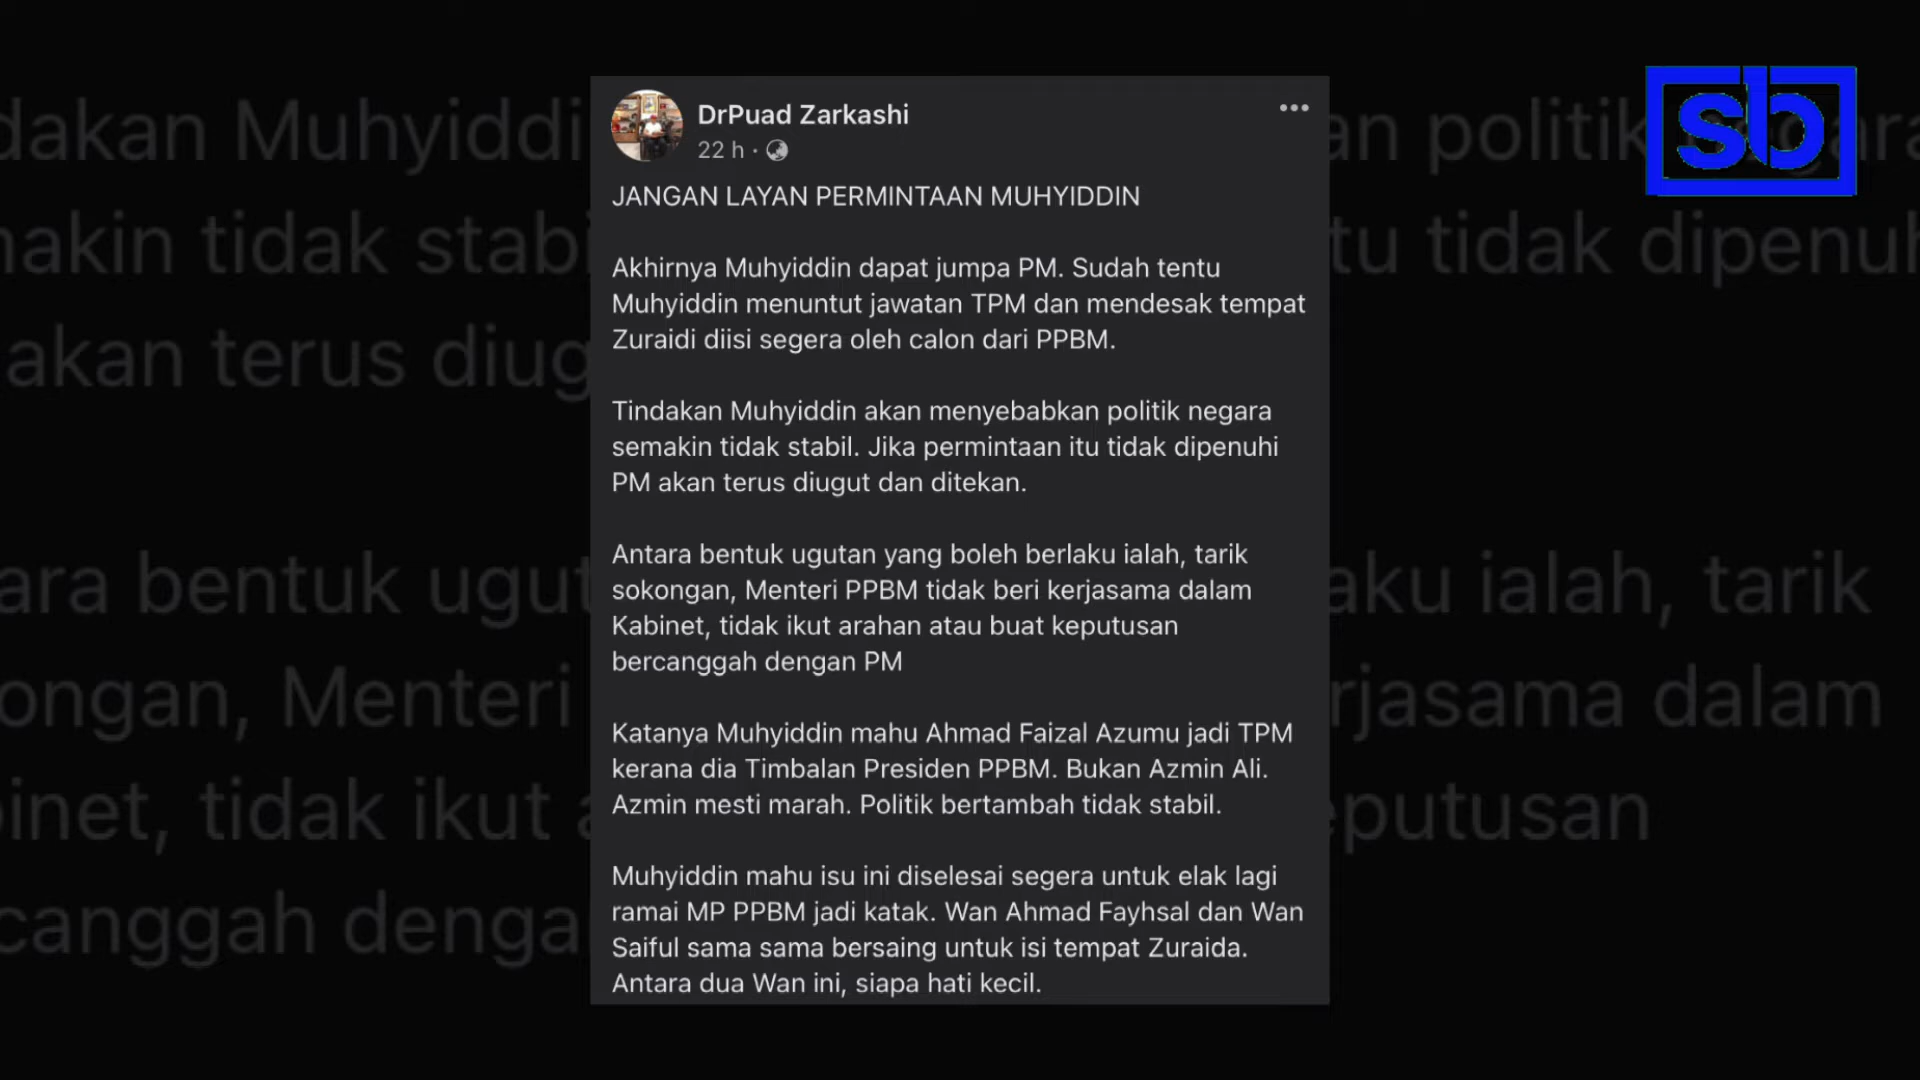 DrPuad Zarkashi
22 h ·
JANGAN LAYAN PERMINTAAN MUHYIDDIN
Akhirnya Muhyiddin dapat jumpa PM. Sudah tentu
Muhyiddin menuntut jawatan TPM dan mendesak tempat
Zuraidi diisi segera oleh calon dari PPBM.
Tindakan Muhyiddin akan menyebabkan politik negara
semakin tidak stabil. Jika permintaan itu tidak dipenuhi
PM akan terus diugut dan ditekan.
Antara bentuk ugutan yang boleh berlaku ialah, tarik
sokongan, Menteri PPBM tidak beri kerjasama dalam
Kabinet, tidak ikut arahan atau buat keputusan
bercanggah dengan PM
Katanya Muhyiddin mahu Ahmad Faizal Azumu jadi TPM
kerana dia Timbalan Presiden PPBM. Bukan Azmin Ali.
Azmin mesti marah. Politik bertambah tidak stabil.
Muhyiddin mahu isu ini diselesai segera untuk elak lagi
ramai MP PPBM jadi katak. Wan Ahmad Fayhsal dan Wan
Saiful sama sama bersaing untuk isi tempat Zuraida.
Antara dua Wan ini, siapa hati kecil.
sb